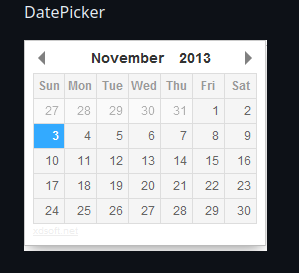 DatePicker
November 2013
Sun Mon Tue Wed Thu Fri Sat
27 28 29 30 31 1 2
3 4 5 6 7 8 9
10 11 12 13 14 15 16
17 18 19 20 21 22 23
24 25 26 27 28 29 30
xdsoft.net